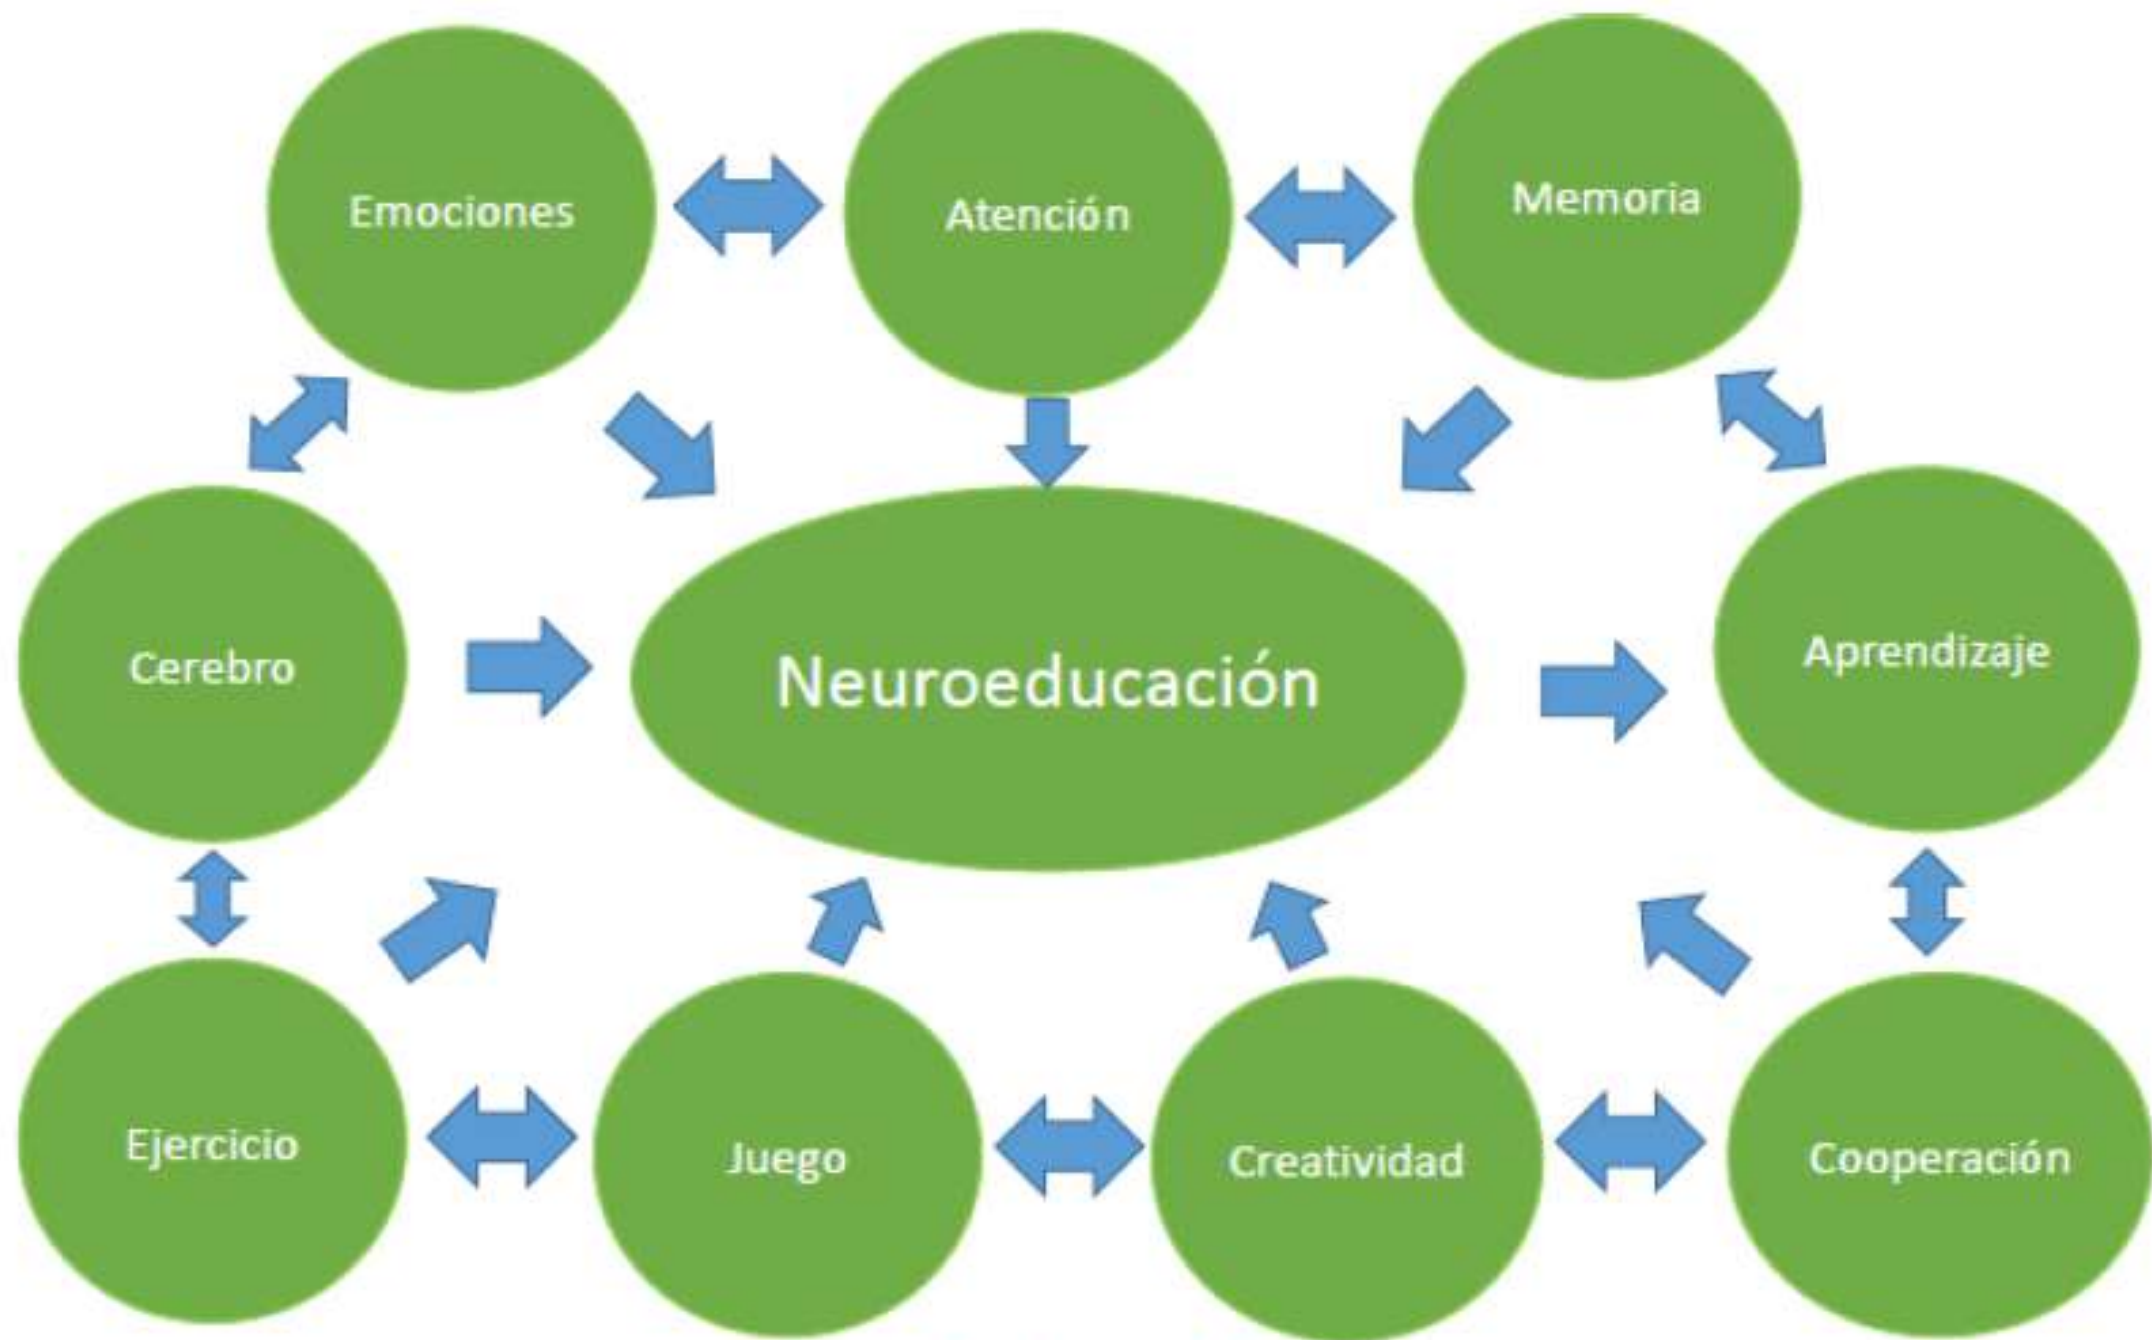 Emociones
Atención
Memoria
Cerebro
Neuroeducación
Aprendizaje
Ejercicio
Juego
Creatividad
Cooperación